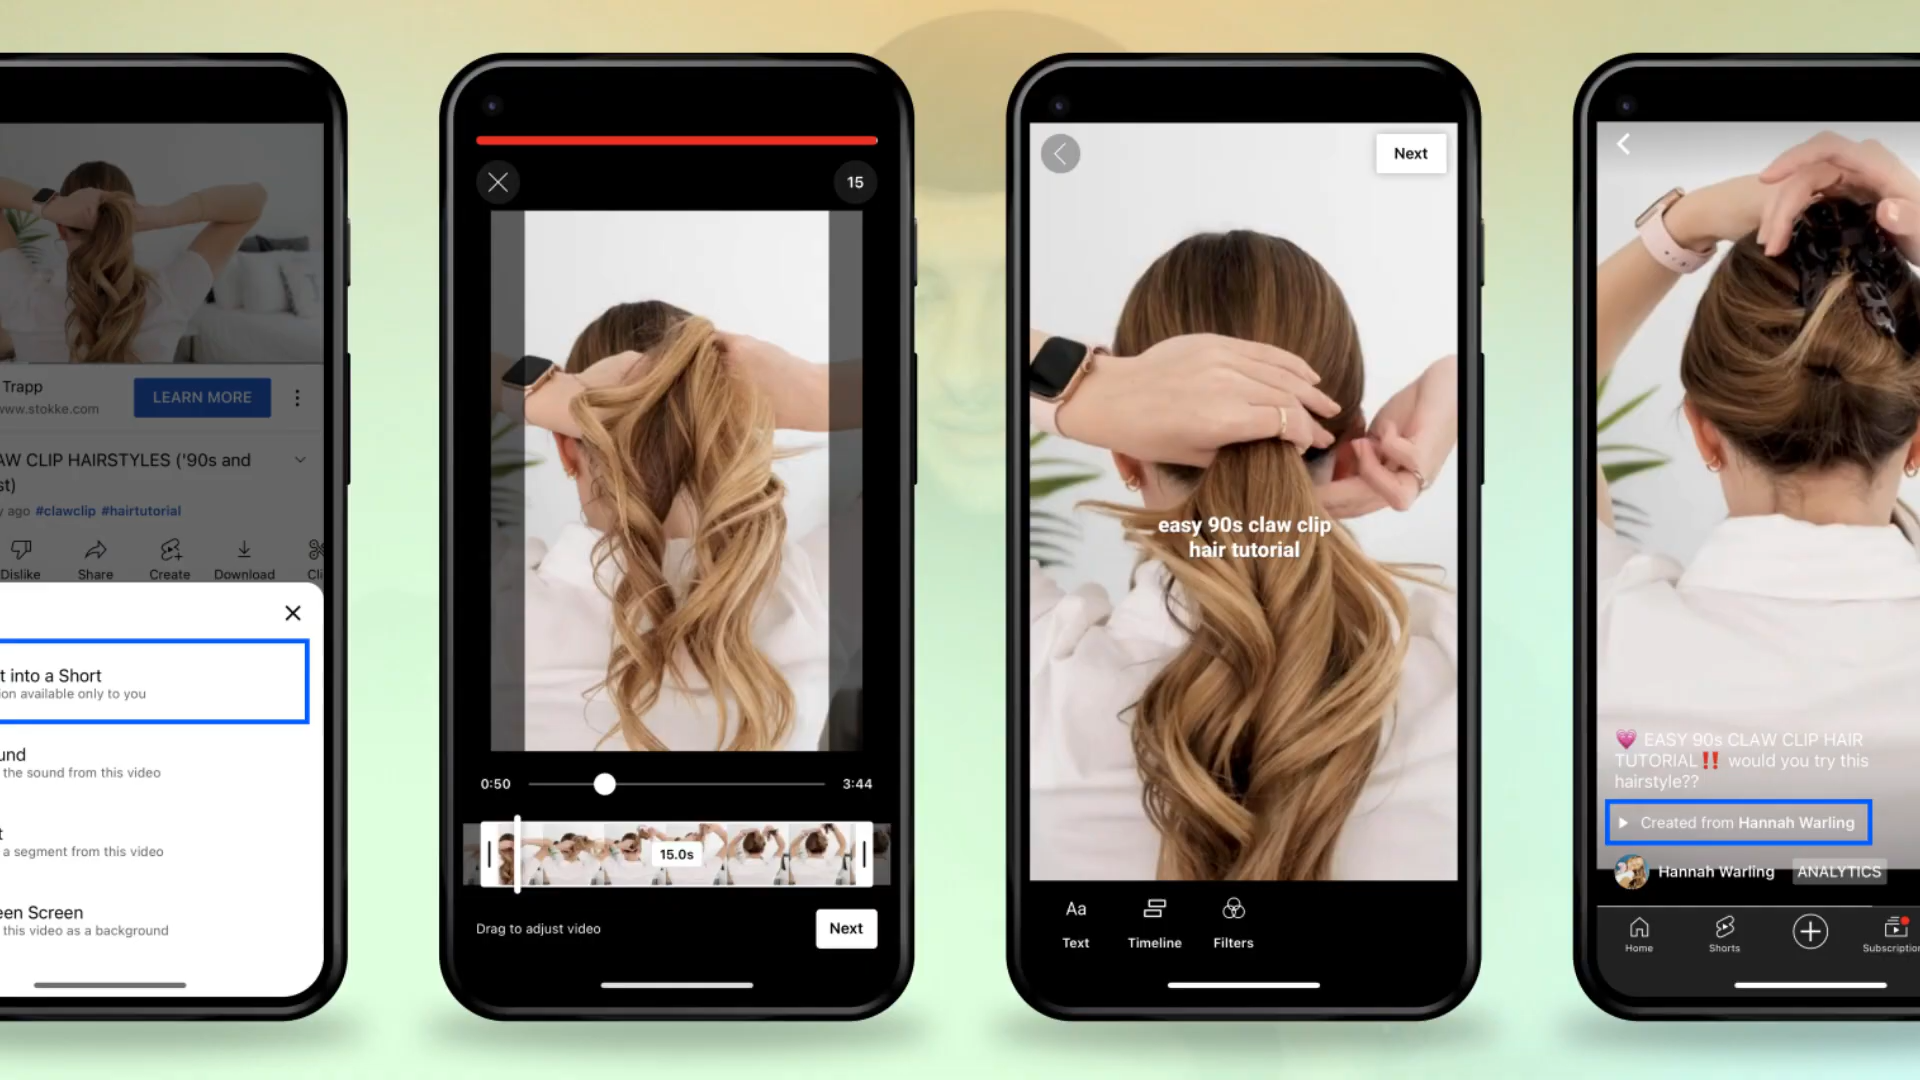 Trapp
www.stokke.com
LEARN MORE
AW CLIP HAIRSTYLES ('90s and
st)
y ago #clawclip #hairtutorial
Dislike
Share
Create
Download
Cli
t into a Short
ion available only to you
und
the sound from this video
t
a segment from this video
een Screen
this video as a background
15
0:50
3:44
15.0s
Drag to adjust video
Next
Next
easy 90s claw clip
hair tutorial
Aa
Text
Timeline
Filters
💗 EASY 90s CLAW CLIP HAIR
TUTORIAL‼️ would you try this
hairstyle??
Created from Hannah Warling
Hannah Warling
ANALYTICS
Home
Shorts
Subscription